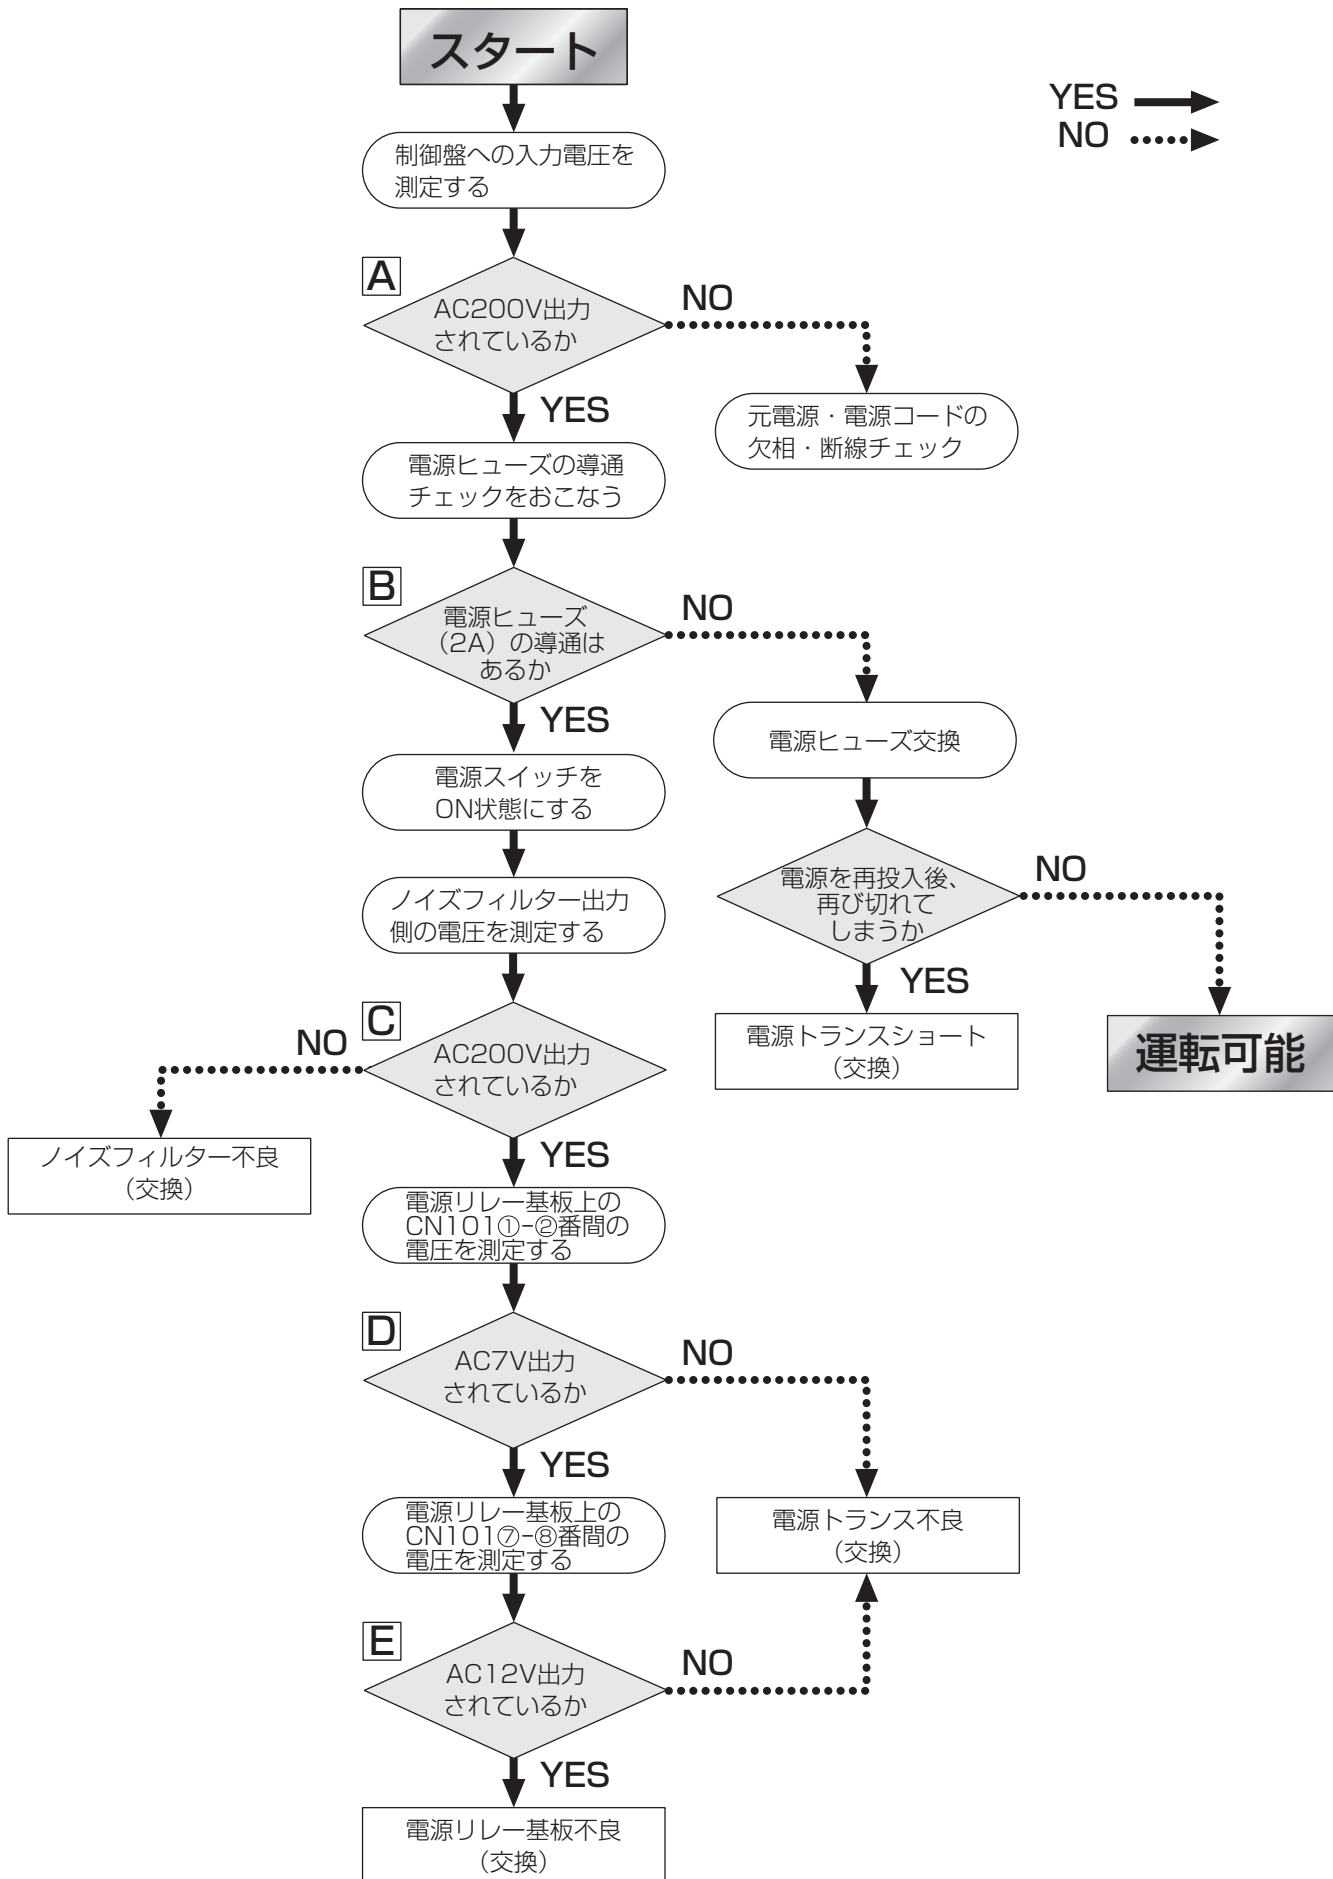 スタート
YES
NO
制御盤への入力電圧を
測定する
A
AC200V出力
されているか
NO
YES
元電源・電源コードの
欠相・断線チェック
電源ヒューズの導通
チェックをおこなう
B
電源ヒューズ
（2A）の導通は
あるか
NO
YES
電源ヒューズ交換
電源スイッチを
ON状態にする
電源を再投入後、
再び切れて
しまうか
NO
YES
ノイズフィルター出力
側の電圧を測定する
電源トランスショート
（交換）
運転可能
C
AC200V出力
されているか
NO
YES
ノイズフィルター不良
（交換）
電源リレー基板上の
CN101①-②番間の
電圧を測定する
D
AC7V出力
されているか
NO
YES
電源リレー基板上の
CN101⑦-⑧番間の
電圧を測定する
電源トランス不良
（交換）
E
AC12V出力
されているか
NO
YES
電源リレー基板不良
（交換）